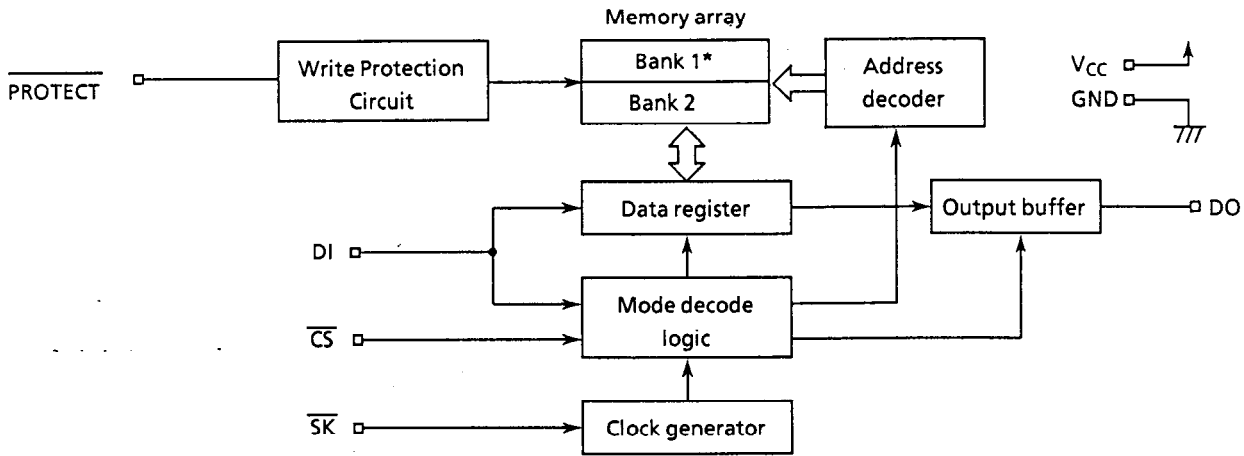 Memory array
PROTECT
Write Protection
Circuit
Bank 1*
Bank 2
Address
decoder
VCC
GND
Data register
Output buffer
DO
DI
Mode decode
logic
CS
SK
Clock generator